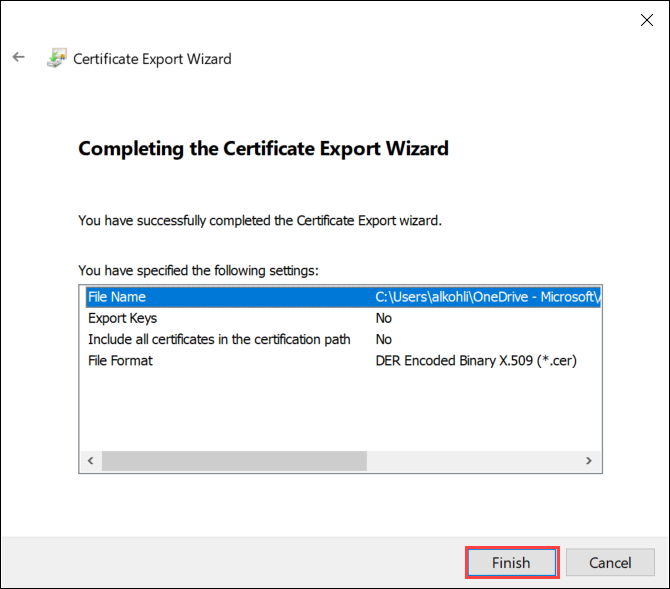 Certificate Export Wizard
Completing the Certificate Export Wizard
You have successfully completed the Certificate Export wizard.
You have specified the following settings:
File Name C:\Users\alkohli\OneDrive - Microsoft\
Export Keys No
Include all certificates in the certification path No
File Format DER Encoded Binary X.509 (*.cer)
Finish Cancel